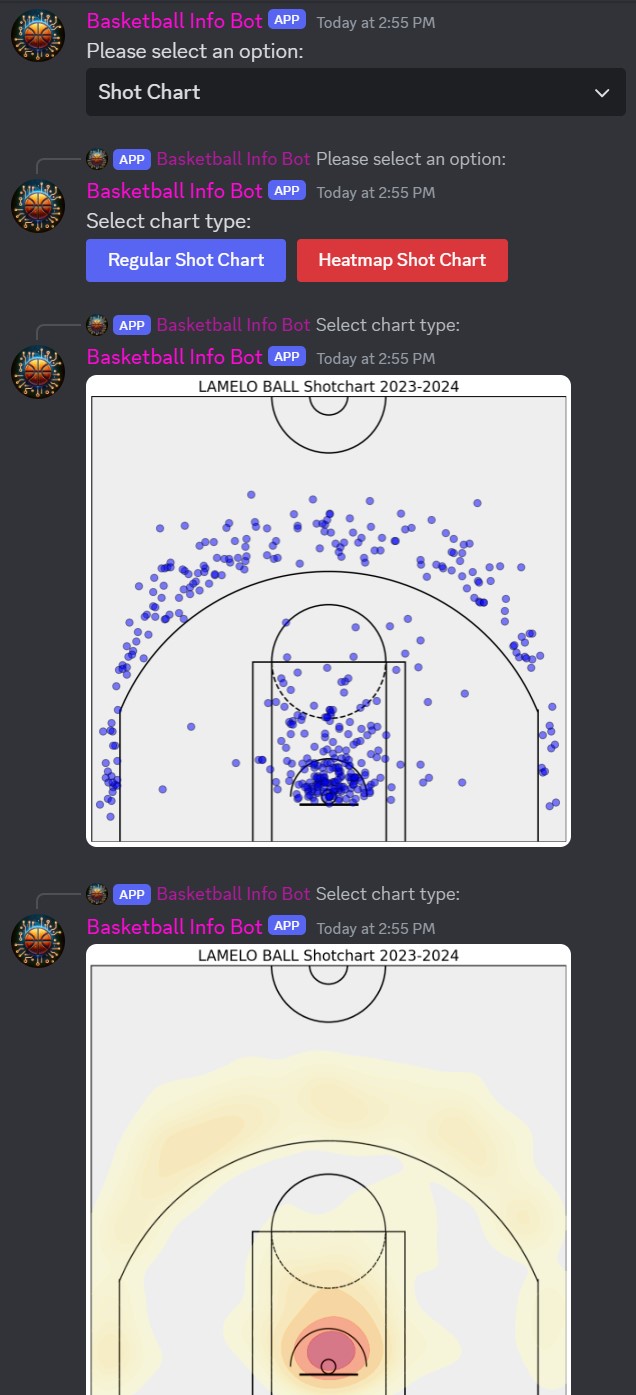 Basketball Info Bot APP Today at 2:55 PM
Please select an option:
Shot Chart
APP Basketball Info Bot Please select an option:
Basketball Info Bot APP Today at 2:55 PM
Select chart type:
Regular Shot Chart Heatmap Shot Chart
APP Basketball Info Bot Select chart type:
Basketball Info Bot APP Today at 2:55 PM
LAMELO BALL Shotchart 2023-2024
APP Basketball Info Bot Select chart type:
Basketball Info Bot APP Today at 2:55 PM
LAMELO BALL Shotchart 2023-2024